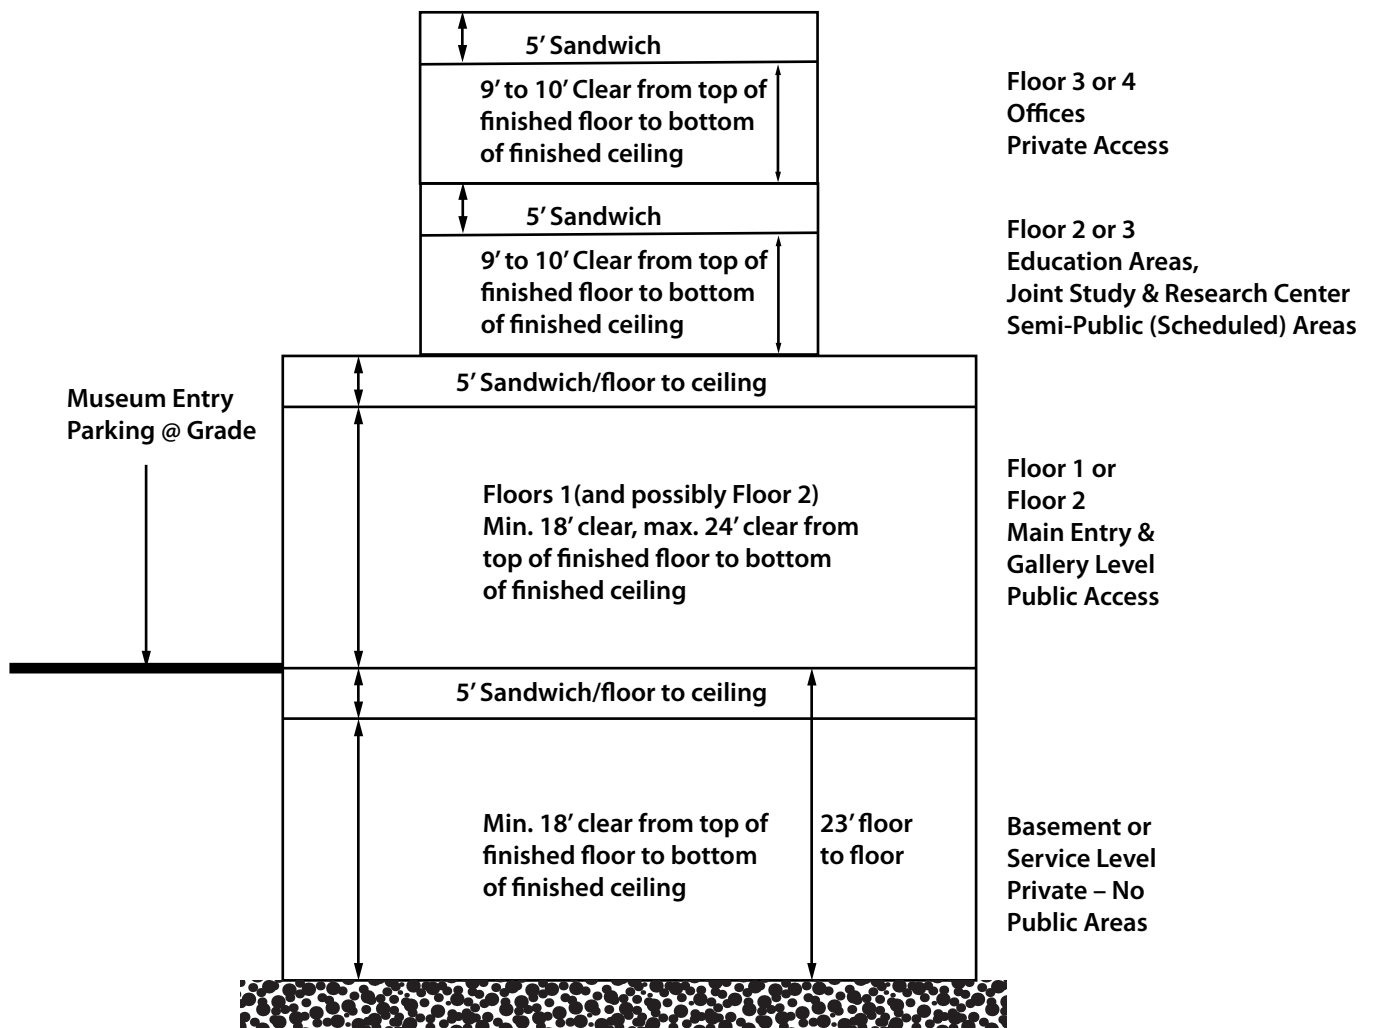 5′ Sandwich
9′ to 10′ Clear from top of
finished floor to bottom
of finished ceiling
Floor 3 or 4
Offices
Private Access
5′ Sandwich
9′ to 10′ Clear from top of
finished floor to bottom
of finished ceiling
Floor 2 or 3
Education Areas,
Joint Study & Research Center
Semi-Public (Scheduled) Areas
5′ Sandwich/floor to ceiling
Museum Entry
Parking @ Grade
Floors 1(and possibly Floor 2)
Min. 18′ clear, max. 24′ clear from
top of finished floor to bottom
of finished ceiling
Floor 1 or
Floor 2
Main Entry &
Gallery Level
Public Access
5′ Sandwich/floor to ceiling
Min. 18′ clear from top of
finished floor to bottom
of finished ceiling
23′ floor
to floor
Basement or
Service Level
Private – No
Public Areas